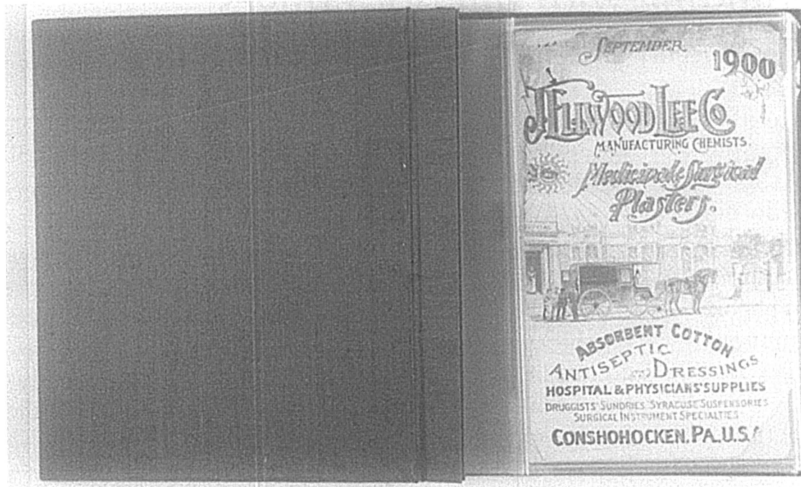 SEPTEMBER
1900
J. ELLWOOD LEE CO.
MANUFACTURING CHEMISTS.
Medicinal & Surgical
Plasters.
ABSORBENT COTTON
ANTISEPTIC
AND DRESSINGS
HOSPITAL & PHYSICIANS' SUPPLIES
DRUGGISTS' SUNDRIES, SYRACUSE SUSPENSORIES
SURGICAL INSTRUMENT SPECIALTIES
CONSHOHOCKEN, PA., U.S.A.